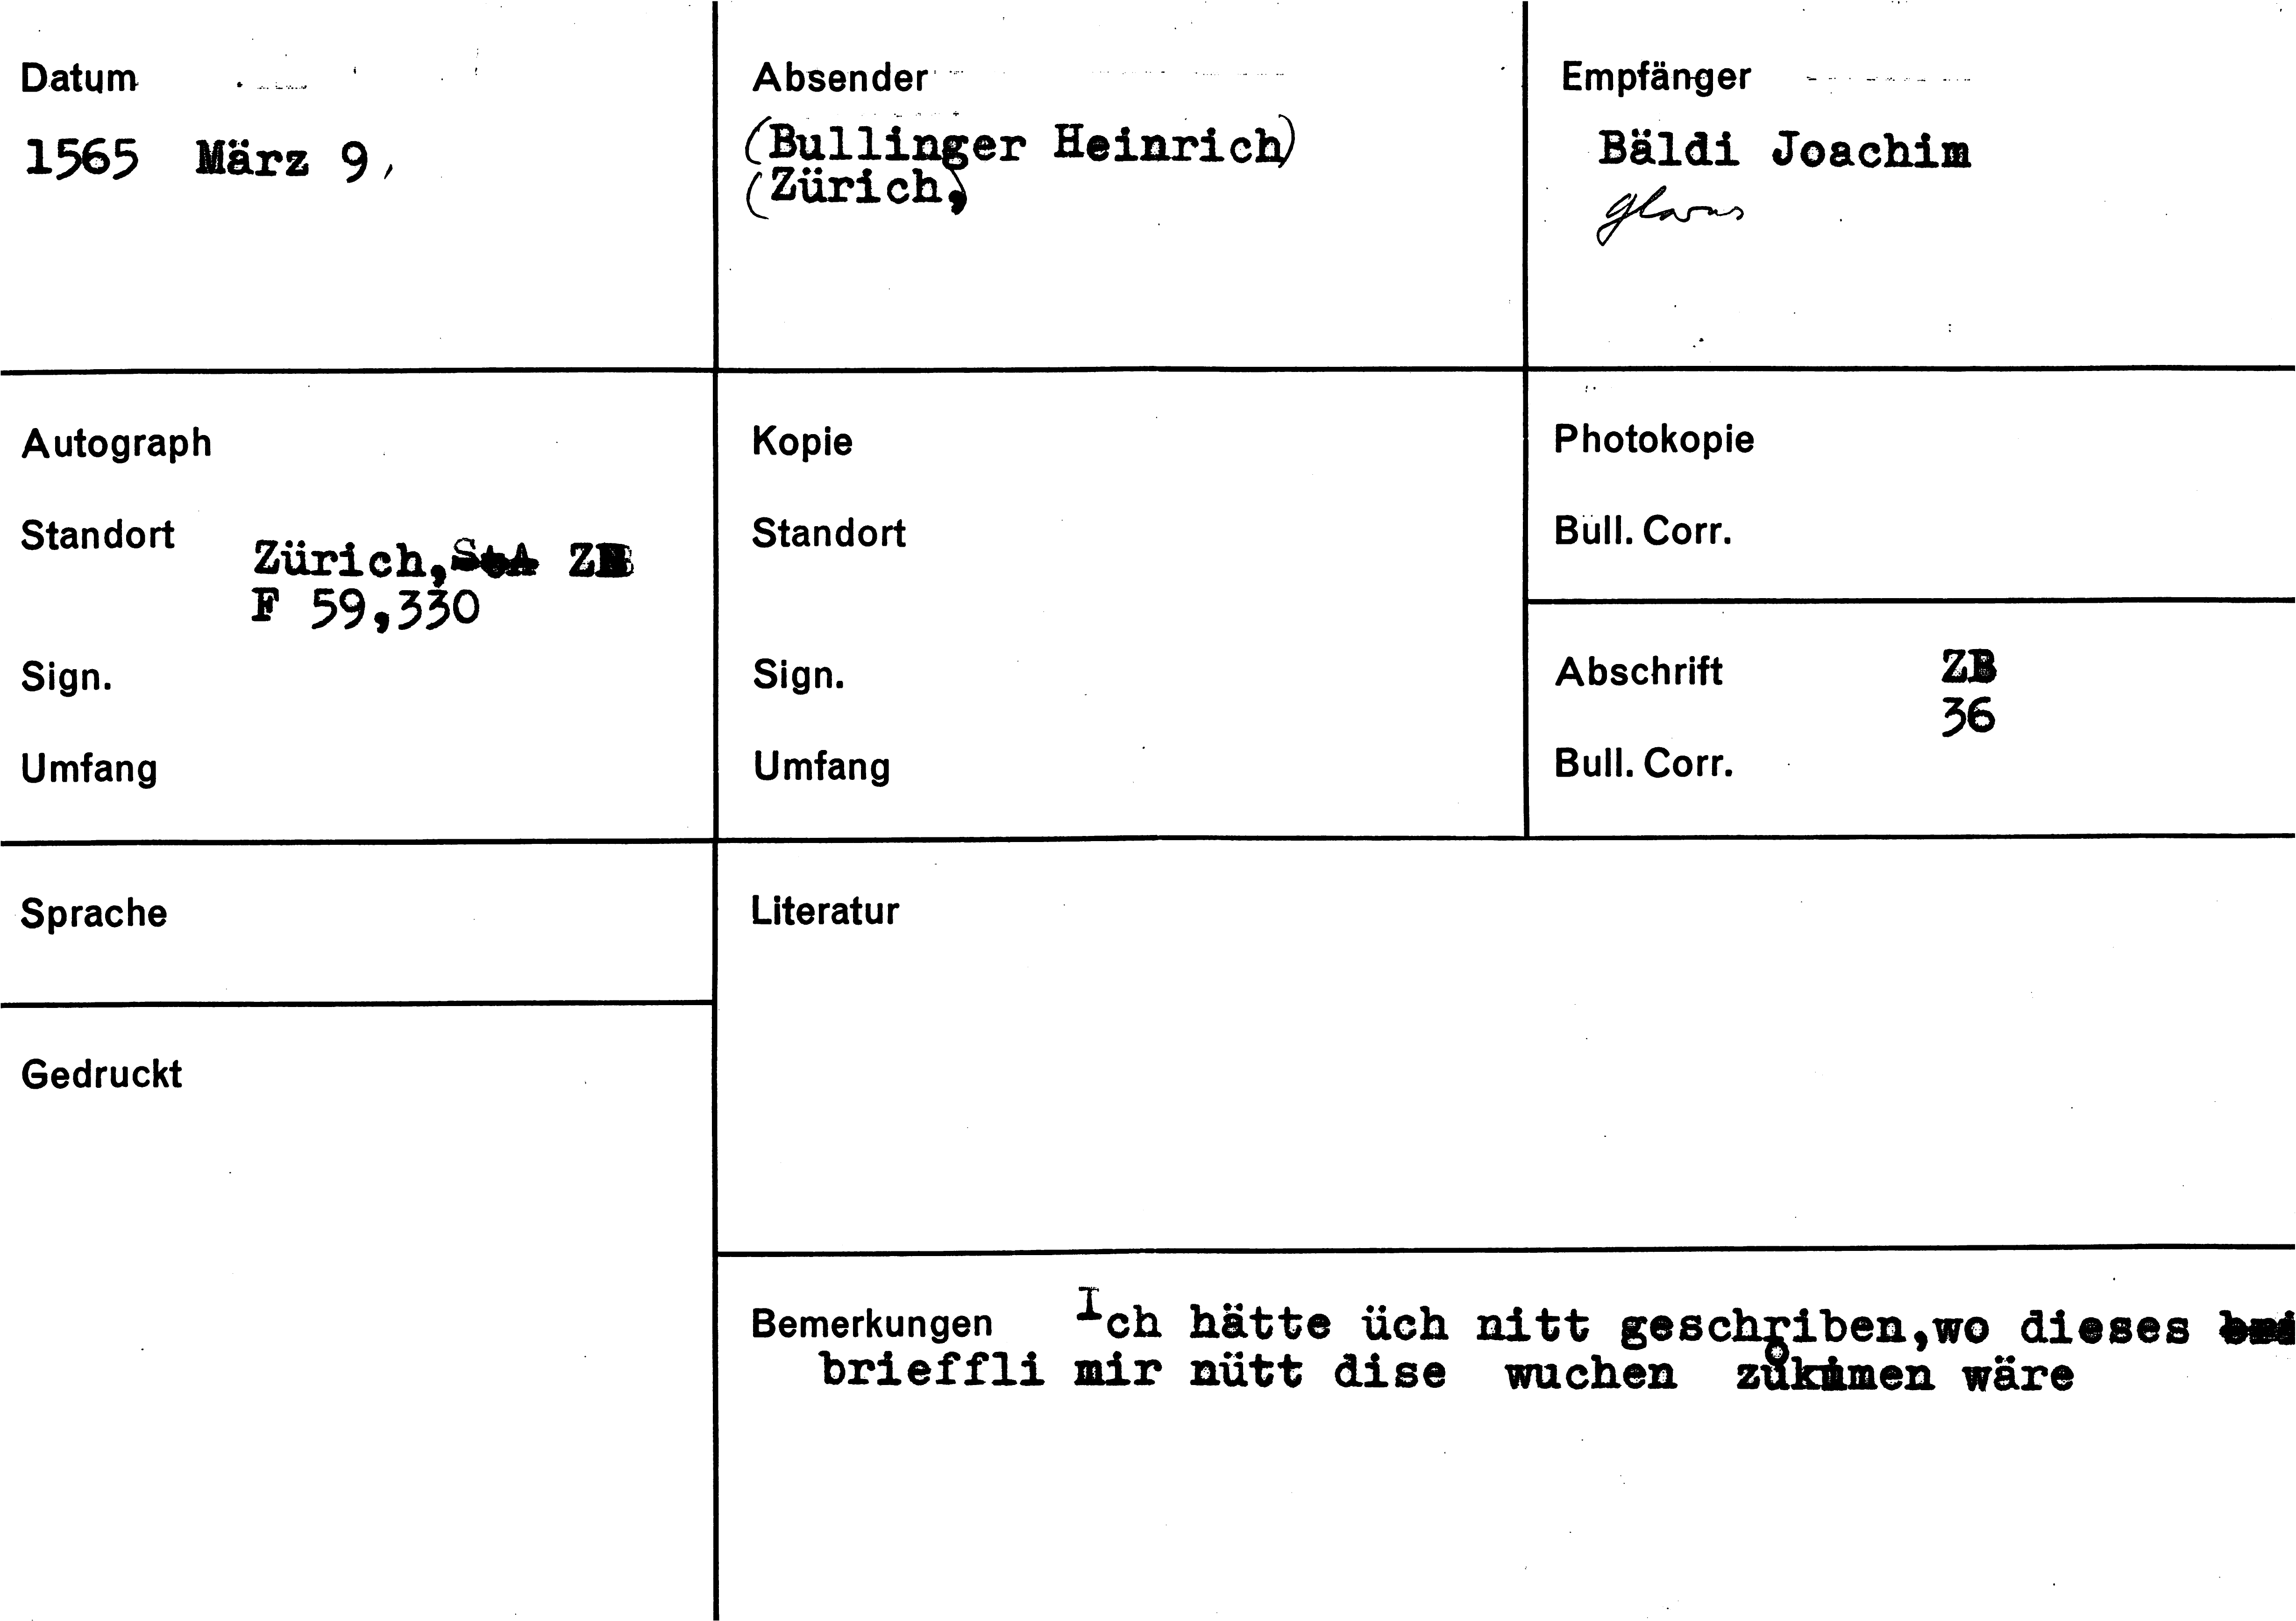 Datum
1565 März 9,
Absender
(Bullinger Heinrich)
(Zürich)
Empfänger
Bäldi Joachim
Glarus
Autograph
Standort
Zürich, StA ZB
F 59,330
Sign.
Umfang
Kopie
Standort
Sign.
Umfang
Photokopie
Bull. Corr.
Abschrift ZB
36
Bull. Corr.
Sprache
Gedruckt
Literatur
Bemerkungen Ich hätte üch nitt geschriben,wo dieses
brieffli mir nütt dise wuchen zůkummen wäre